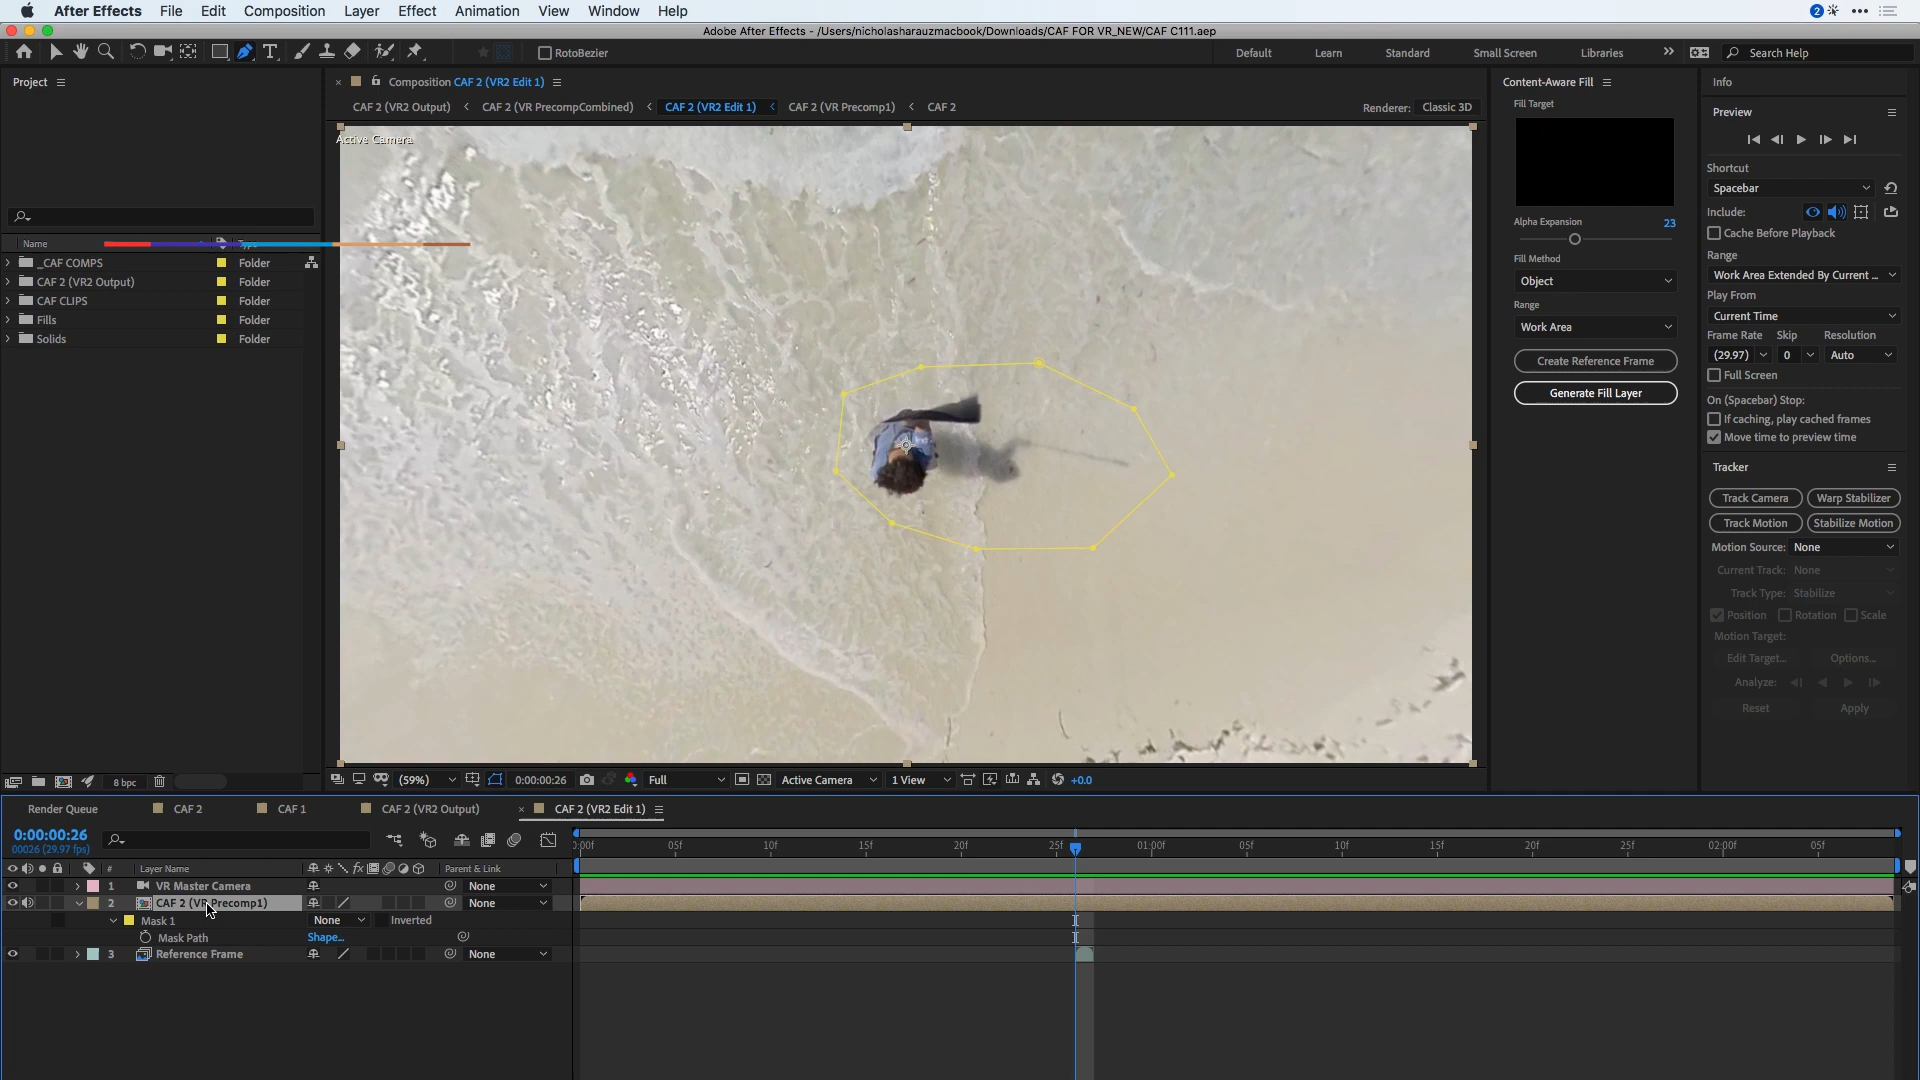 After Effects File Edit Composition Layer Effect Animation View Window Help 2
Adobe After Effects - /Users/nicholasharauzmacbook/Downloads/CAF FOR VR_NEW/CAF C111.aep
RotoBezier Default Learn Standard Small Screen Libraries Search Help
Project
Name Type
_CAF COMPS Folder
CAF 2 (VR2 Output) Folder
CAF CLIPS Folder
Fills Folder
Solids Folder
8 bpc
Composition CAF 2 (VR2 Edit 1)
CAF 2 (VR2 Output) CAF 2 (VR PrecompCombined) CAF 2 (VR2 Edit 1) CAF 2 (VR Precomp1) CAF 2 Renderer: Classic 3D
Active Camera
(59%) 0:00:00:26 Full Active Camera 1 View +0.0
Content-Aware Fill
Fill Target
Alpha Expansion 23
Fill Method
Object
Range
Work Area
Create Reference Frame
Generate Fill Layer
Info
Preview
Shortcut
Spacebar
Include:
Cache Before Playback
Range
Work Area Extended By Current ...
Play From
Current Time
Frame Rate Skip Resolution
(29.97) 0 Auto
Full Screen
On (Spacebar) Stop:
If caching, play cached frames
Move time to preview time
Tracker
Track Camera Warp Stabilizer
Track Motion Stabilize Motion
Motion Source: None
Current Track: None
Track Type: Stabilize
Position Rotation Scale
Motion Target:
Edit Target... Options...
Analyze:
Reset Apply
Render Queue CAF 2 CAF 1 CAF 2 (VR2 Output) CAF 2 (VR2 Edit 1)
0:00:00:26
00026 (29.97 fps)
:00f 05f 10f 15f 20f 25f 01:00f 05f 10f 15f 20f 25f 02:00f 05f
# Layer Name fx Parent & Link
1 VR Master Camera None
2 CAF 2 (VR Precomp1) None
Mask 1 None Inverted
Mask Path Shape...
3 Reference Frame None